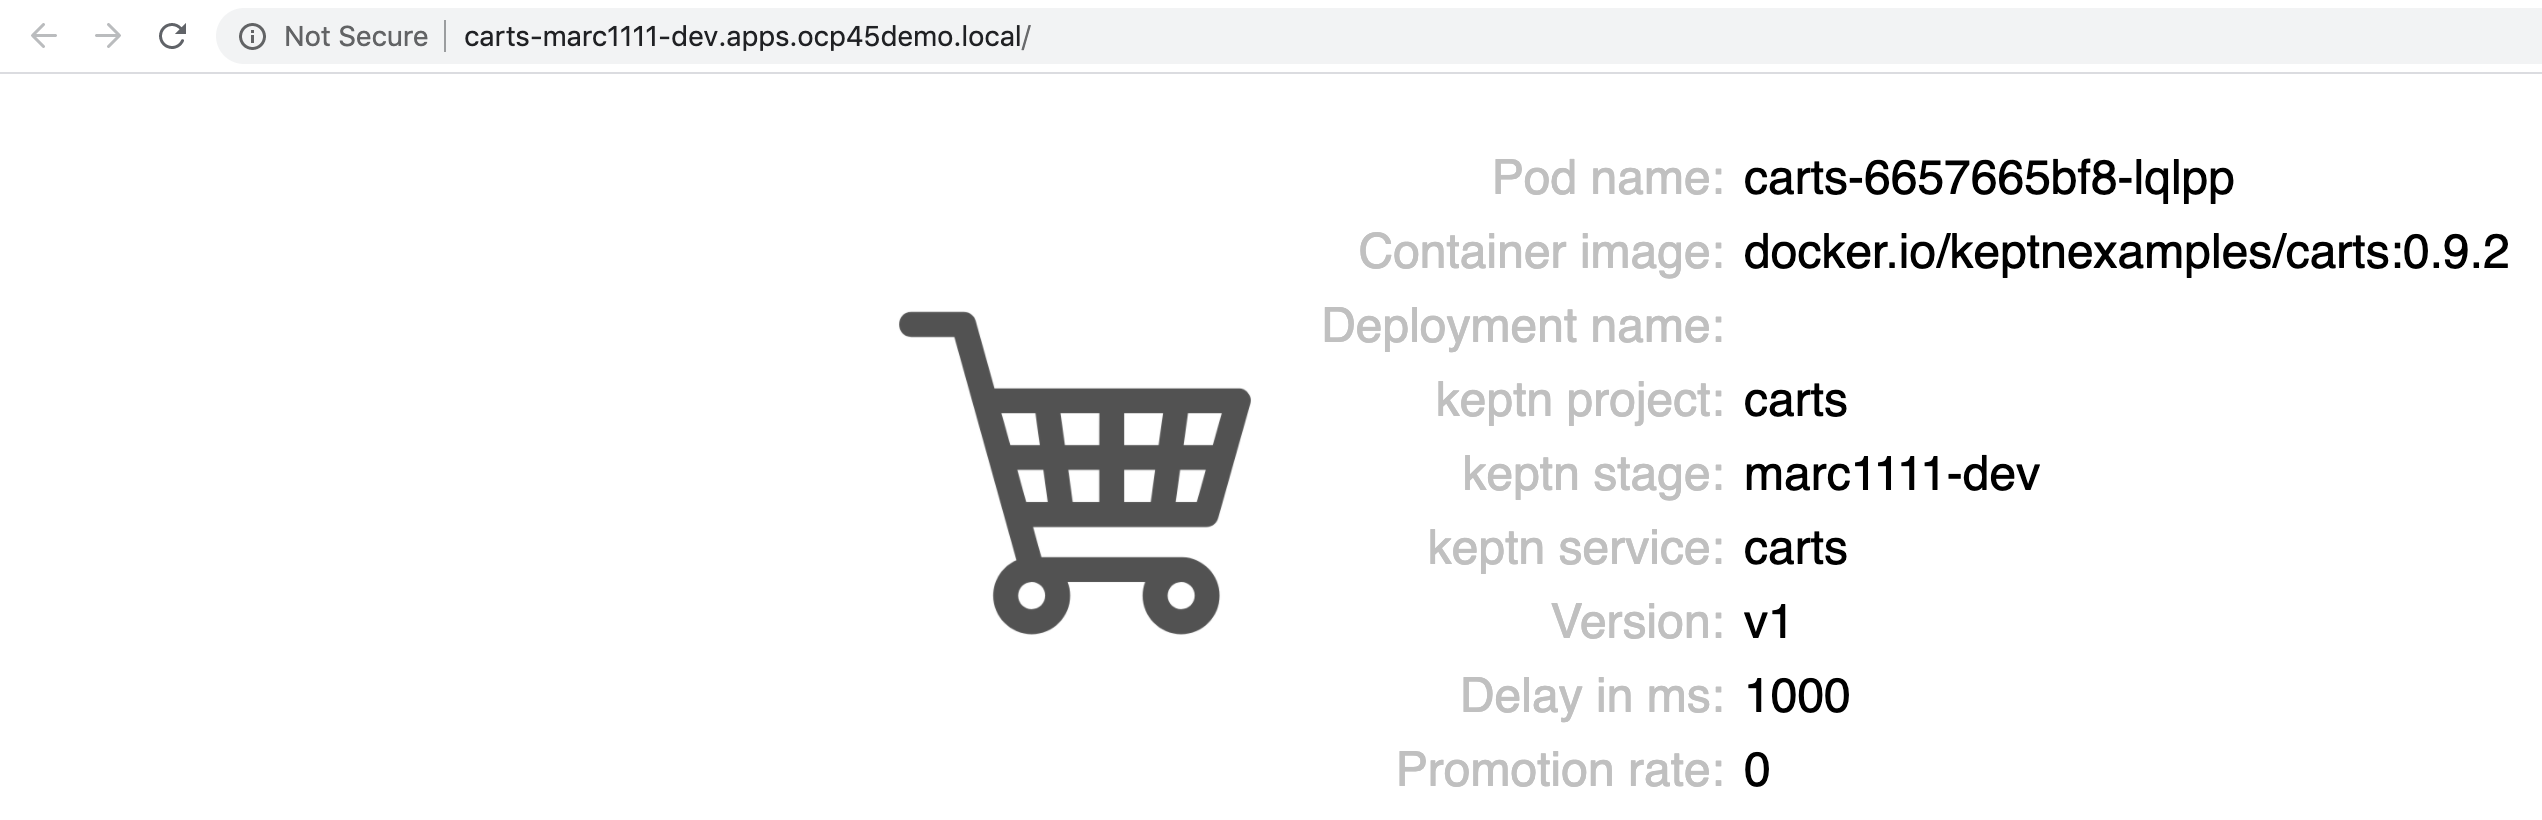 Not Secure | carts-marc1111-dev.apps.ocp45demo.local/
Pod name: carts-6657665bf8-lqlpp
Container image: docker.io/keptnexamples/carts:0.9.2
Deployment name:
keptn project: carts
keptn stage: marc1111-dev
keptn service: carts
Version: v1
Delay in ms: 1000
Promotion rate: 0